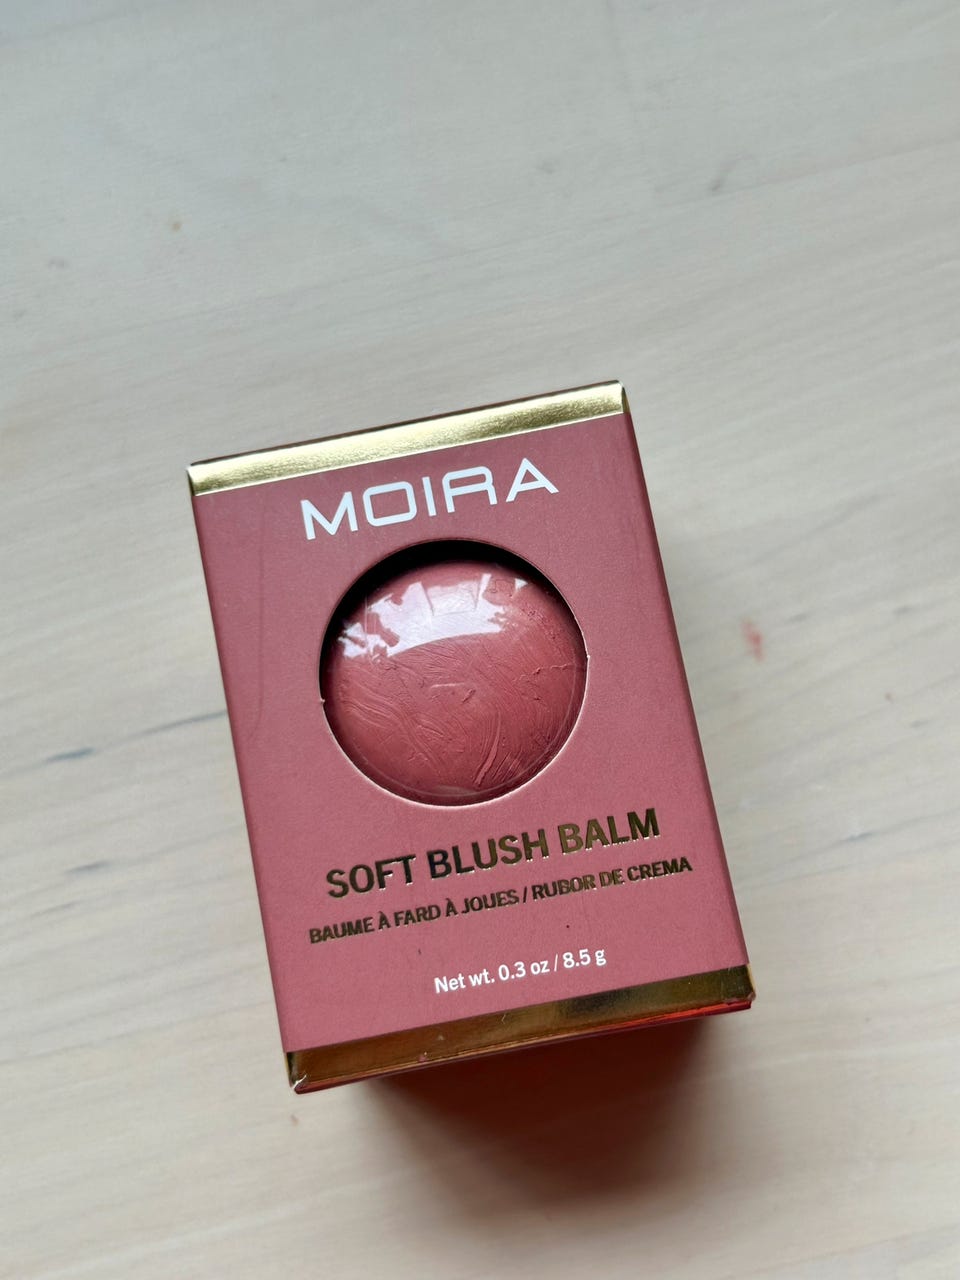 MOIRA
SOFT BLUSH BALM
BAUME À FARD À JOUES / RUBOR DE CREMA
Net wt. 0.3 oz / 8.5 g